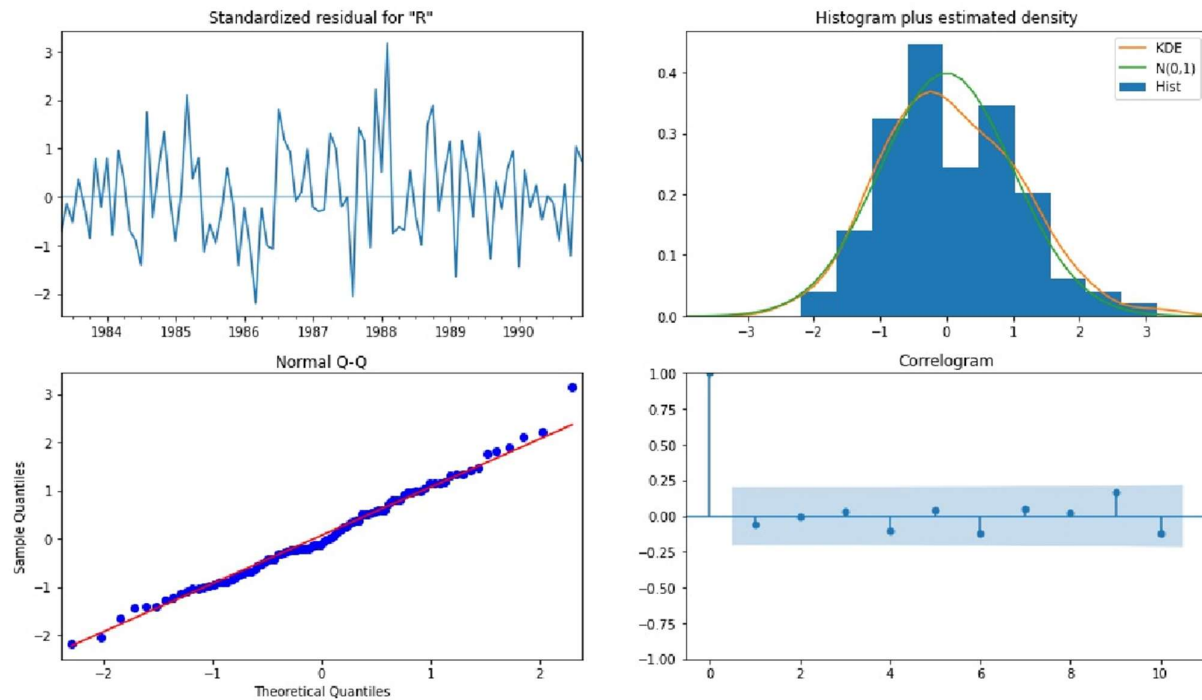 Standardized residual for "R"
3
2
1
0
−1
−2
1984 1985 1986 1987 1988 1989 1990
Histogram plus estimated density
KDE
N(0,1)
Hist
0.4
0.3
0.2
0.1
0.0
−3 −2 −1 0 1 2 3
Normal Q-Q
Sample Quantiles
3
2
1
0
−1
−2
−2 −1 0 1 2
Theoretical Quantiles
Correlogram
1.00
0.75
0.50
0.25
0.00
−0.25
−0.50
−0.75
−1.00
0 2 4 6 8 10